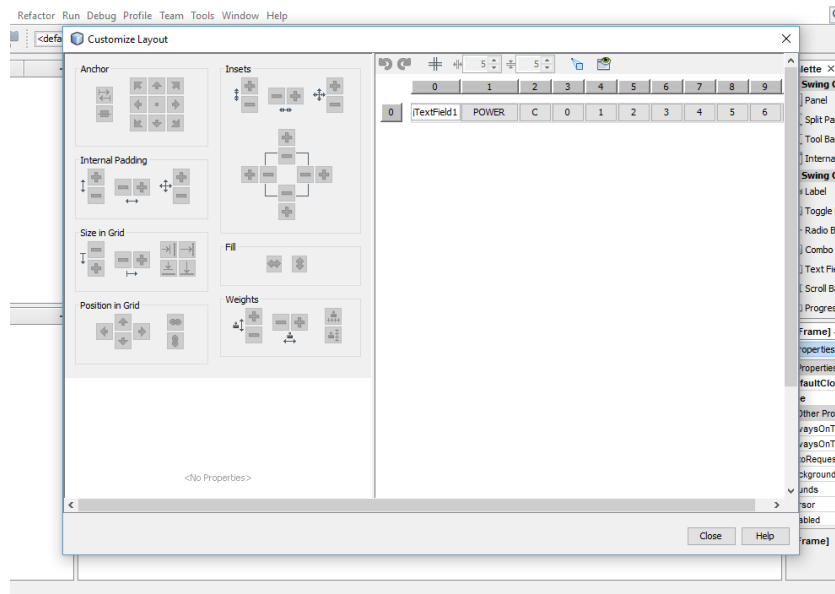 Refactor Run Debug Profile Team Tools Window Help
<defa
Customize Layout
Anchor
Insets
Internal Padding
Size in Grid
Fill
Position in Grid
Weights
<No Properties>
5 5
0 1 2 3 4 5 6 7 8 9
0 jTextField1 POWER C 0 1 2 3 4 5 6
Close Help
lette
Swing C
Panel
Split Pa
Tool Ba
Interna
Swing C
Label
Toggle
Radio B
Combo
Text Fie
Scroll Ba
Progres
Frame]
roperties
Properties
faultClo
e
Other Pro
waysOnT
waysOnT
toReques
ckground
unds
rsor
abled
Frame]